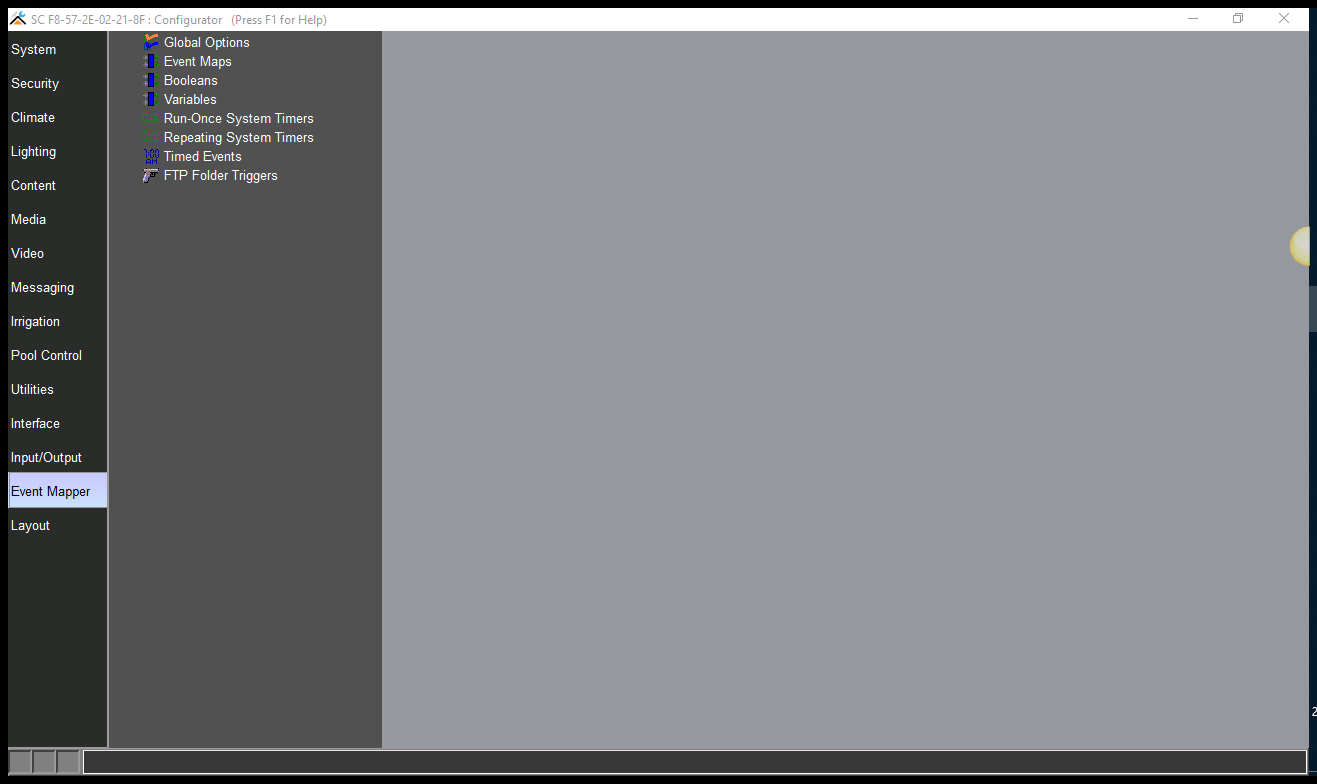 SC F8-57-2E-02-21-8F : Configurator (Press F1 for Help)
System
Security
Climate
Lighting
Content
Media
Video
Messaging
Irrigation
Pool Control
Utilities
Interface
Input/Output
Event Mapper
Layout
Global Options
Event Maps
Booleans
Variables
Run-Once System Timers
Repeating System Timers
Timed Events
FTP Folder Triggers
2